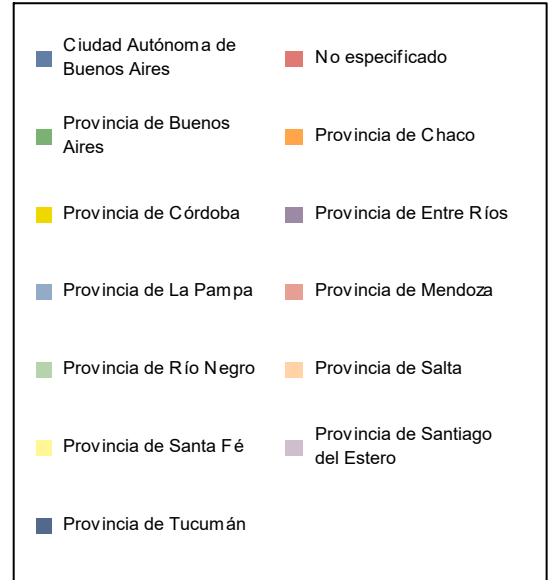 Ciudad Autónoma de
Buenos Aires
No especificado
Provincia de Buenos
Aires
Provincia de Chaco
Provincia de Córdoba
Provincia de Entre Ríos
Provincia de La Pampa
Provincia de Mendoza
Provincia de Río Negro
Provincia de Salta
Provincia de Santa Fé
Provincia de Santiago
del Estero
Provincia de Tucumán